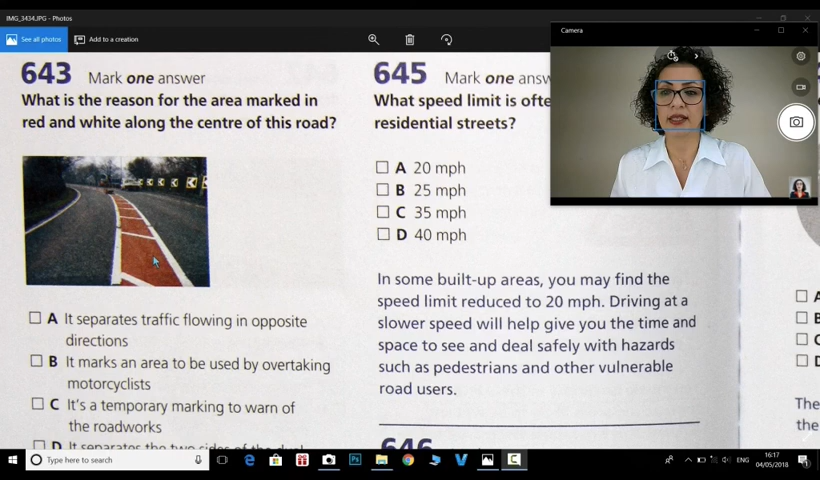 IMG_3434.JPG - Photos
See all photos
Add to a creation
Camera
643 Mark one answer
What is the reason for the area marked in
red and white along the centre of this road?
A It separates traffic flowing in opposite
directions
B It marks an area to be used by overtaking
motorcyclists
C It's a temporary marking to warn of
the roadworks
645 Mark one answ
What speed limit is ofte
residential streets?
A 20 mph
B 25 mph
C 35 mph
D 40 mph
In some built-up areas, you may find the
speed limit reduced to 20 mph. Driving at a
slower speed will help give you the time and
space to see and deal safely with hazards
such as pedestrians and other vulnerable
road users.
646
A
B
C
D
The
the
Type here to search
ENG
16:17
04/05/2018